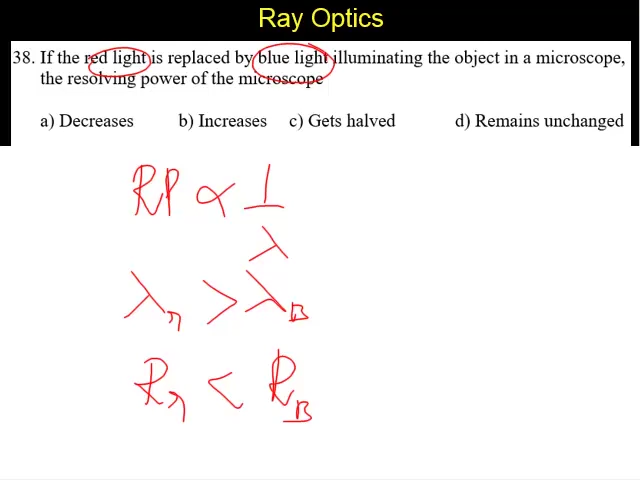 Ray Optics
38. If the red light is replaced by blue light illuminating the object in a microscope,
the resolving power of the microscope
a) Decreases b) Increases c) Gets halved d) Remains unchanged
RP ∝ 1/λ
λr > λB
Rr < RB